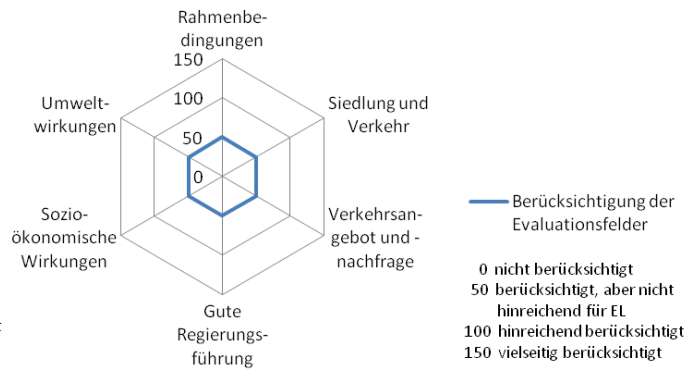 Rahmenbe-
dingungen
150
100
50
0
Siedlung und
Verkehr
Verkehrsan-
gebot und -
nachfrage
Gute
Regierungs-
führung
Sozio-
ökonomische
Wirkungen
Umwelt-
wirkungen
Berücksichtigung der
Evaluationsfelder
0 nicht berücksichtigt
50 berücksichtigt, aber nicht
hinreichend für EL
100 hinreichend berücksichtigt
150 vielseitig berücksichtigt